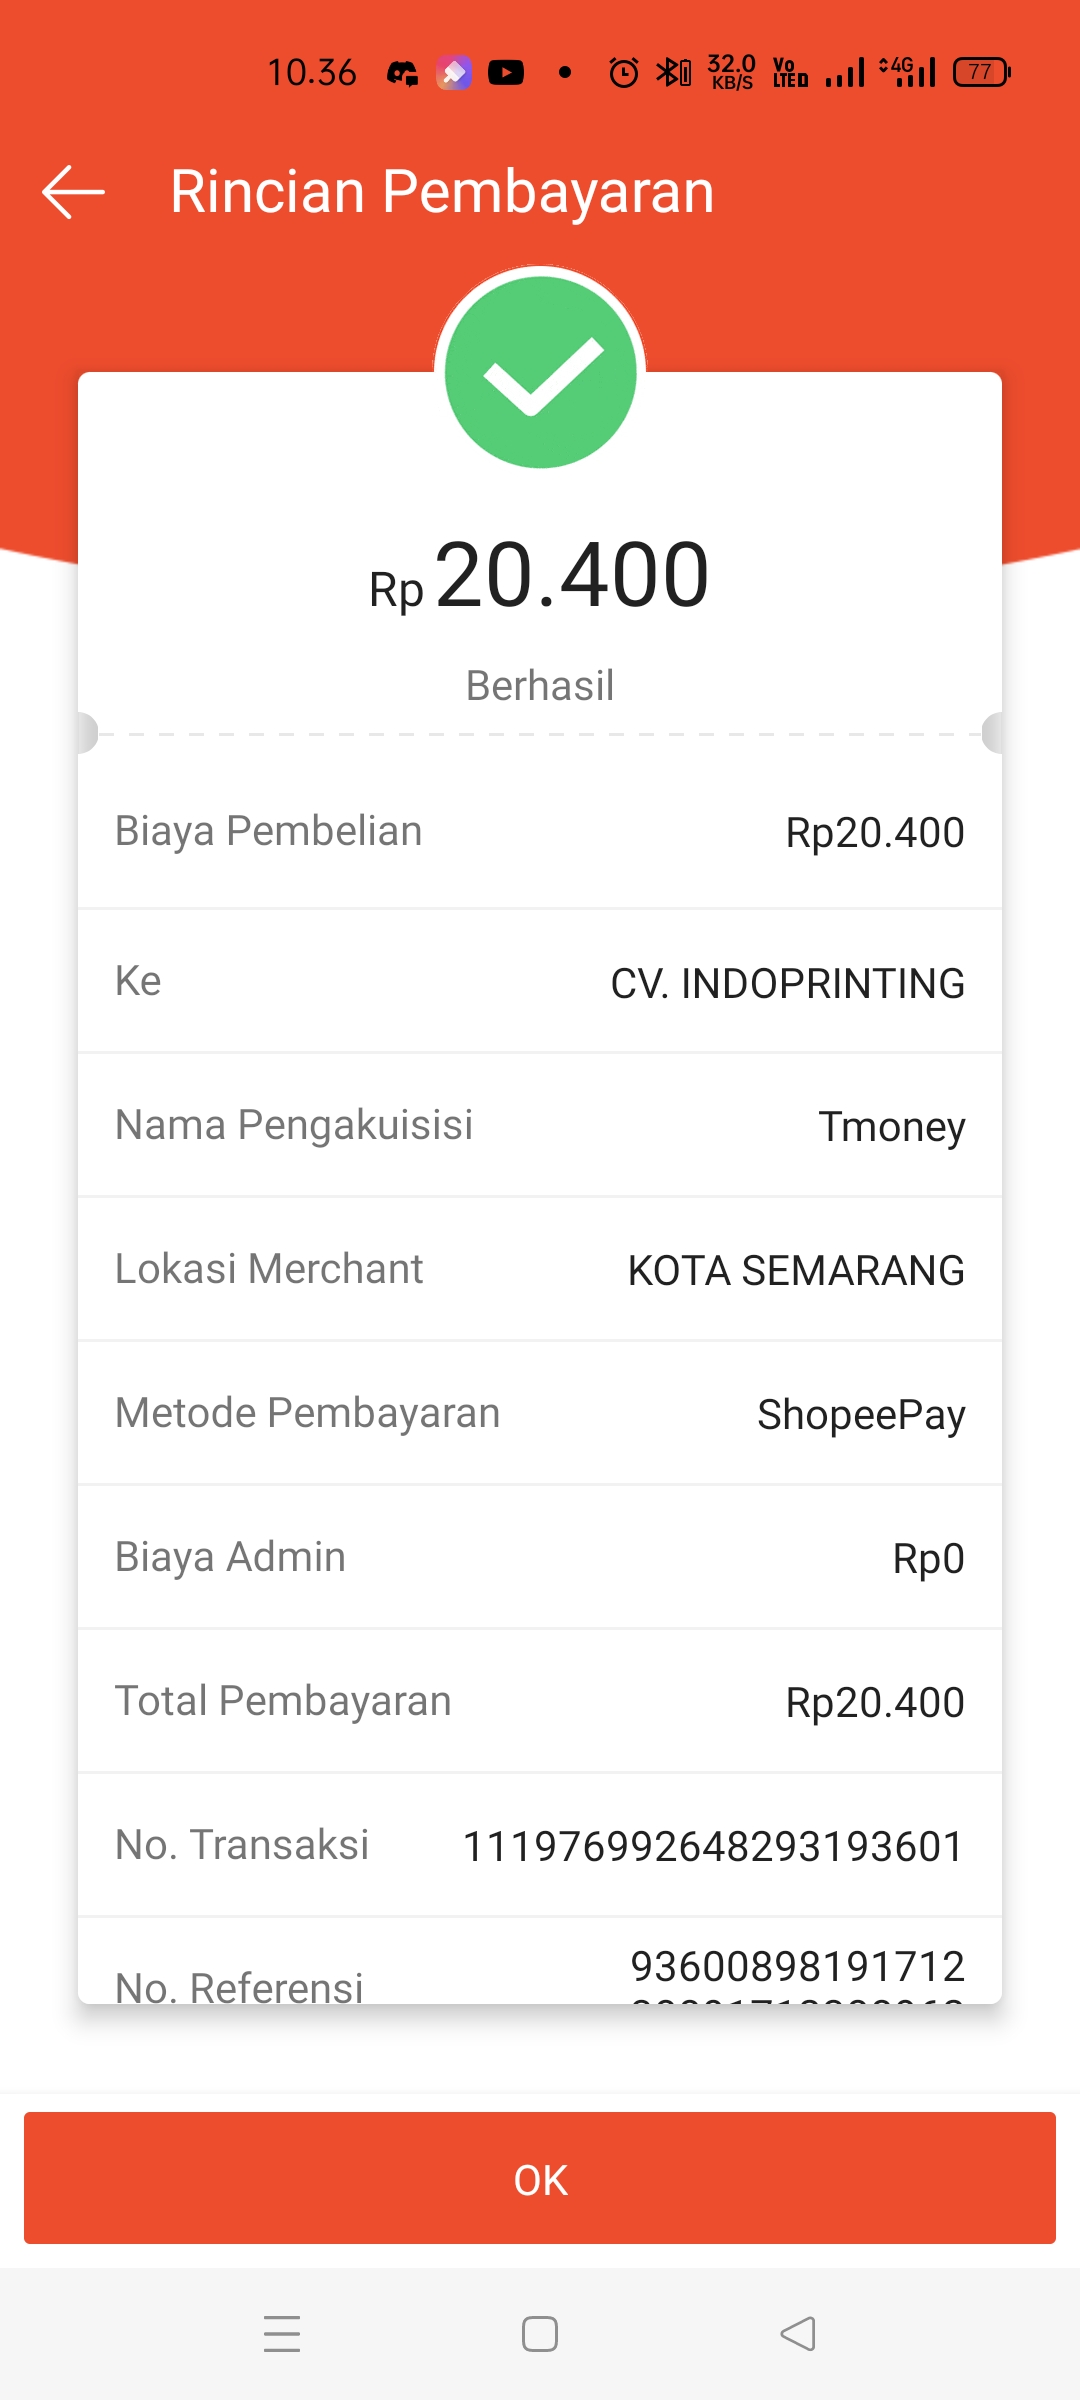 10.36 32.0 KB/S Vo LTE 4G 77
Rincian Pembayaran
Rp 20.400
Berhasil
Biaya Pembelian Rp20.400
Ke CV. INDOPRINTING
Nama Pengakuisisi Tmoney
Lokasi Merchant KOTA SEMARANG
Metode Pembayaran ShopeePay
Biaya Admin Rp0
Total Pembayaran Rp20.400
No. Transaksi 111976992648293193601
No. Referensi 93600898191712
OK